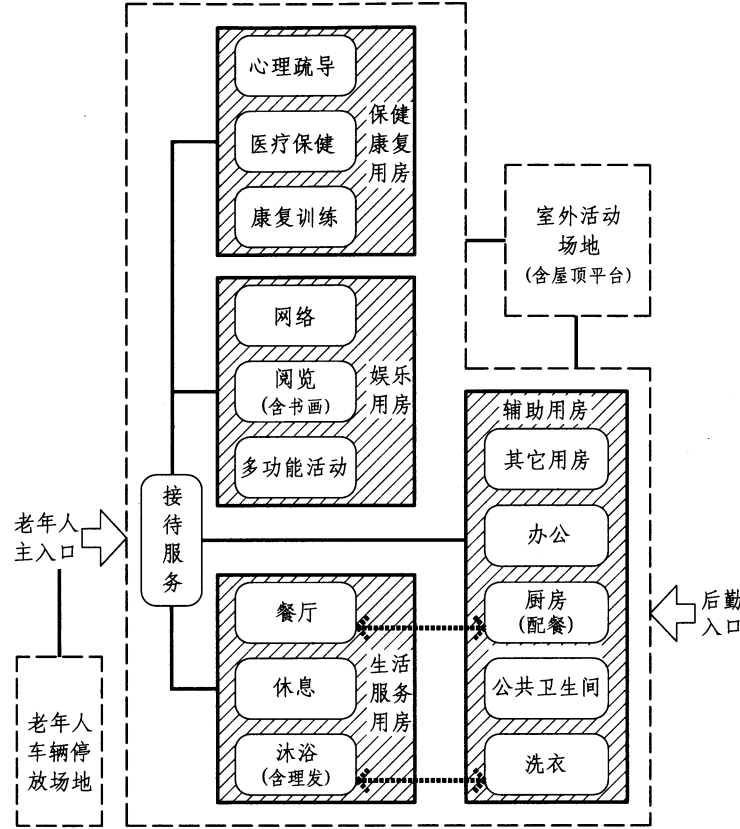 心理疏导
医疗保健
康复训练
保健
康复
用房
室外活动
场地
(含屋顶平台)
网络
阅览
(含书画)
多功能活动
娱乐
用房
辅助用房
其它用房
办公
厨房
(配餐)
公共卫生间
洗衣
接
待
服
务
老年人
主入口
餐厅
休息
沐浴
(含理发)
生活
服务
用房
后勤
入口
老年人
车辆停
放场地